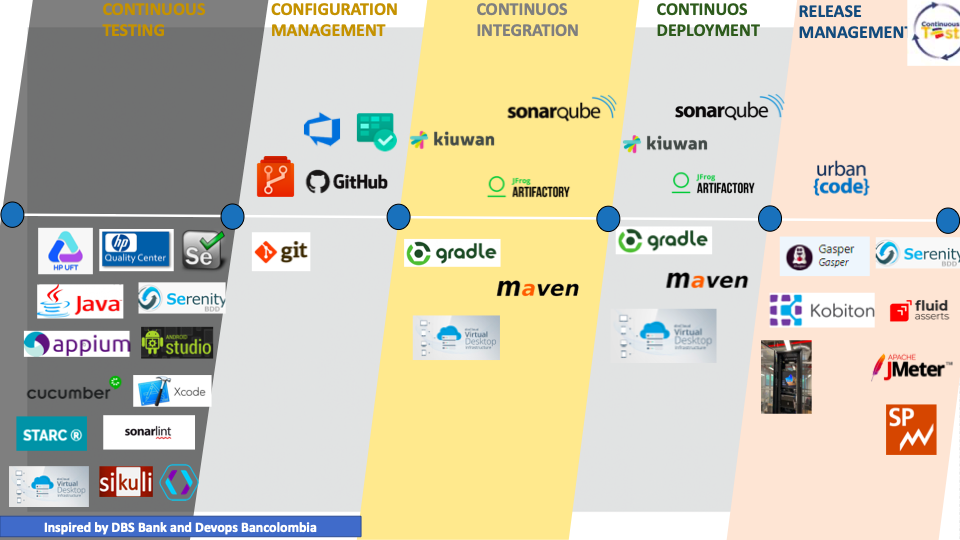 CONTINUOUS
TESTING
CONFIGURATION
MANAGEMENT
CONTINUOS
INTEGRATION
CONTINUOS
DEPLOYMENT
RELEASE
MANAGEMENT
Continuous
Test
sonarqube
kiuwan
GitHub
JFrog
ARTIFACTORY
sonarqube
kiuwan
JFrog
ARTIFACTORY
urban
{code}
HP UFT
hp
Quality Center
Se
Java
Serenity
BDD
appium
ANDROID
studio
cucumber
Xcode
STARC ®
sonarlint
Virtual
Desktop
Infrastructure
sikuli
git
gradle
maven
Virtual
Desktop
Infrastructure
gradle
maven
Virtual
Desktop
Infrastructure
Gasper
Gasper
Serenity
BDD
Kobiton
fluid
asserts
APACHE
JMeter™
SP
Inspired by DBS Bank and Devops Bancolombia